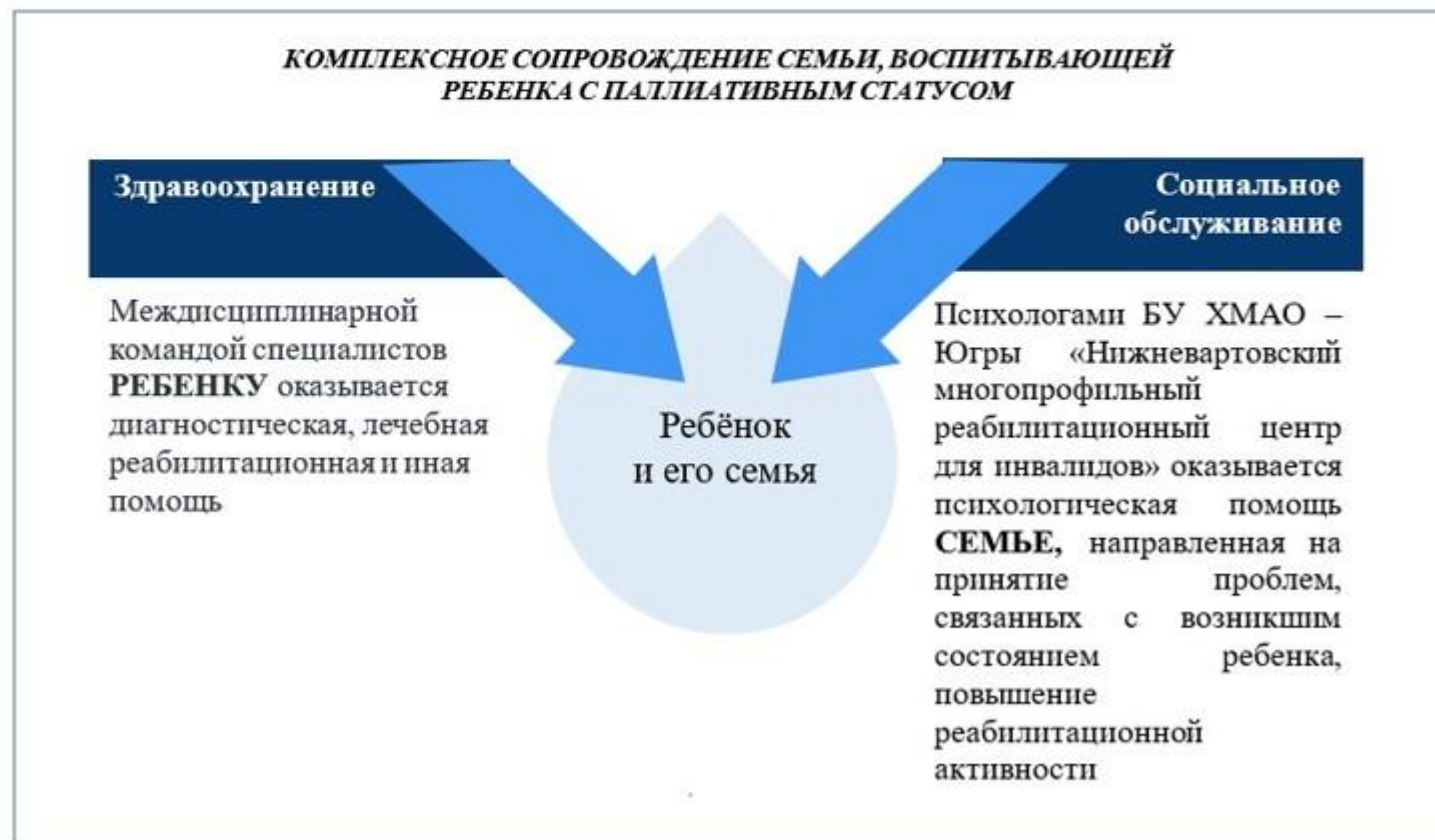 КОМПЛЕКСНОЕ СОПРОВОЖДЕНИЕ СЕМЬИ, ВОСПИТЫВАЮЩЕЙ
РЕБЕНКА С ПАЛЛИАТИВНЫМ СТАТУСОМ
Здравоохранение
Междисциплинарной
командой специалистов
РЕБЕНКУ оказывается
диагностическая, лечебная
реабилитационная и иная
помощь
Ребёнок
и его семья
Социальное
обслуживание
Психологами БУ ХМАО –
Югры «Нижневартовский
многопрофильный
реабилитационный центр
для инвалидов» оказывается
психологическая помощь
СЕМЬЕ, направленная на
принятие проблем,
связанных с возникшим
состоянием ребенка,
повышение
реабилитационной
активности